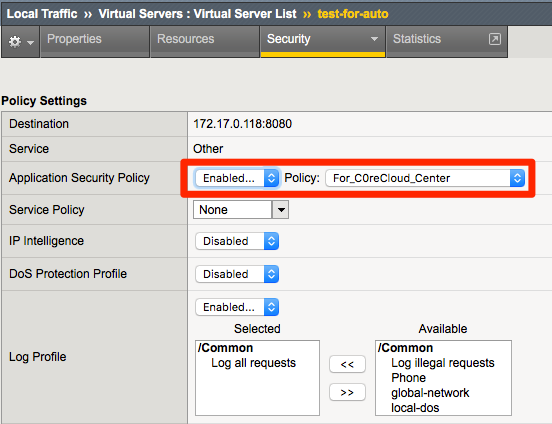 Local Traffic ›› Virtual Servers : Virtual Server List ›› test-for-auto
Properties Resources Security Statistics
Policy Settings
Destination 172.17.0.118:8080
Service Other
Application Security Policy Enabled... Policy: For_C0reCloud_Center
Service Policy None
IP Intelligence Disabled
DoS Protection Profile Disabled
Enabled...
Selected Available
/Common /Common
Log Profile Log all requests << Log illegal requests
Phone
>> global-network
local-dos